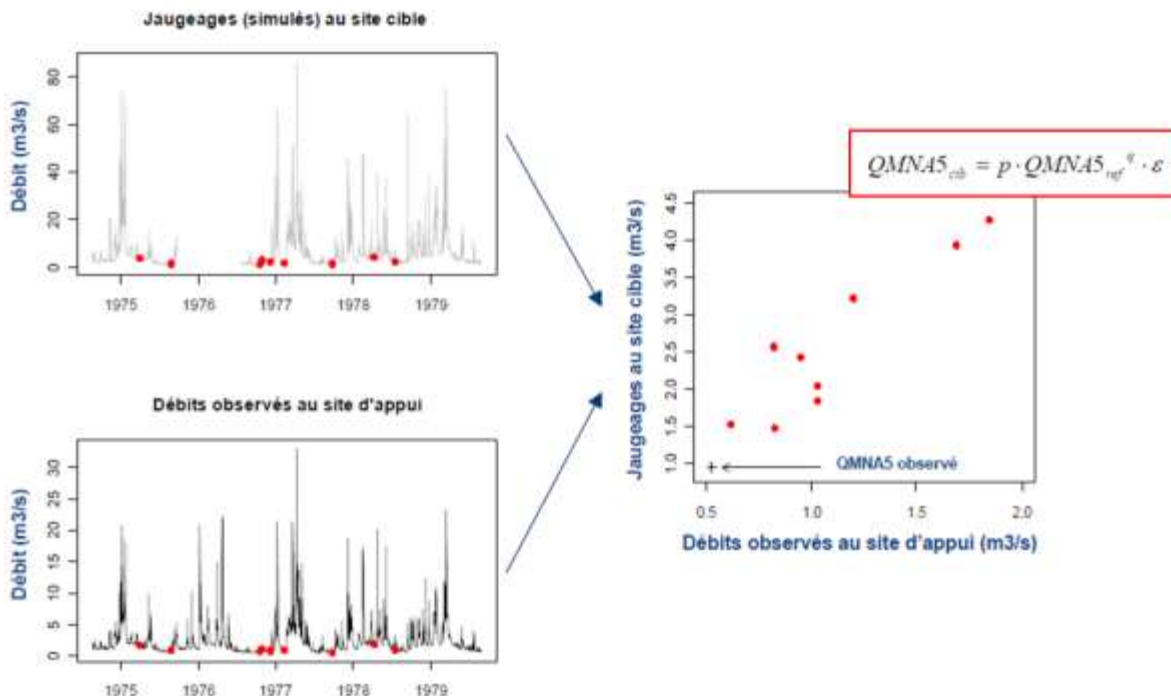 Jaugeages (simulés) au site cible
Débit (m3/s)
80
60
40
20
0
1975 1976 1977 1978 1979
Débits observés au site d'appui
Débit (m3/s)
30
25
20
15
10
5
0
1975 1976 1977 1978 1979
QMNA5cib = p · QMNA5ref^q · ε
Jaugeages au site cible (m3/s)
4.5
4.0
3.5
3.0
2.5
2.0
1.5
1.0
QMNA5 observé
0.5 1.0 1.5 2.0
Débits observés au site d'appui (m3/s)